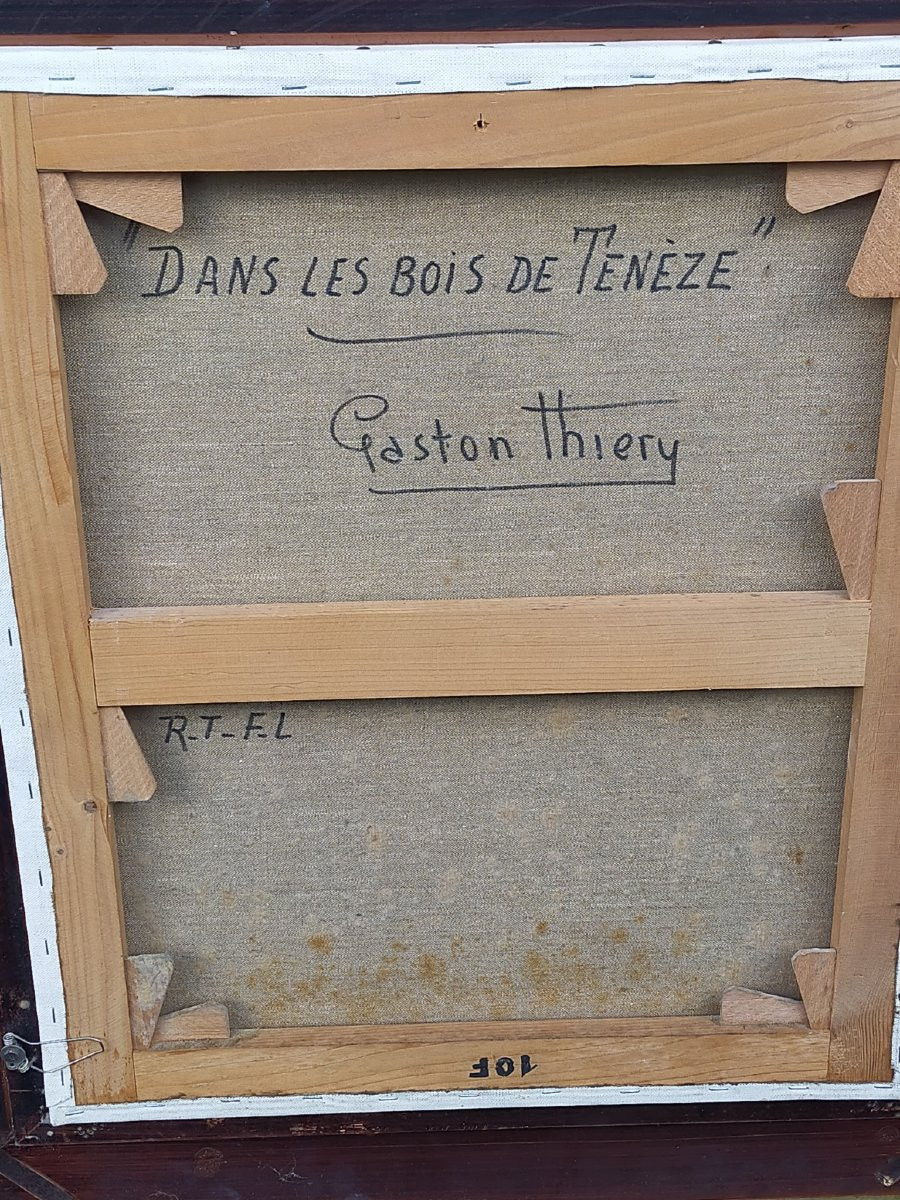 "DANS LES BOIS DE TENÈZE"
Gaston Thiery
R.T-F.L
10F